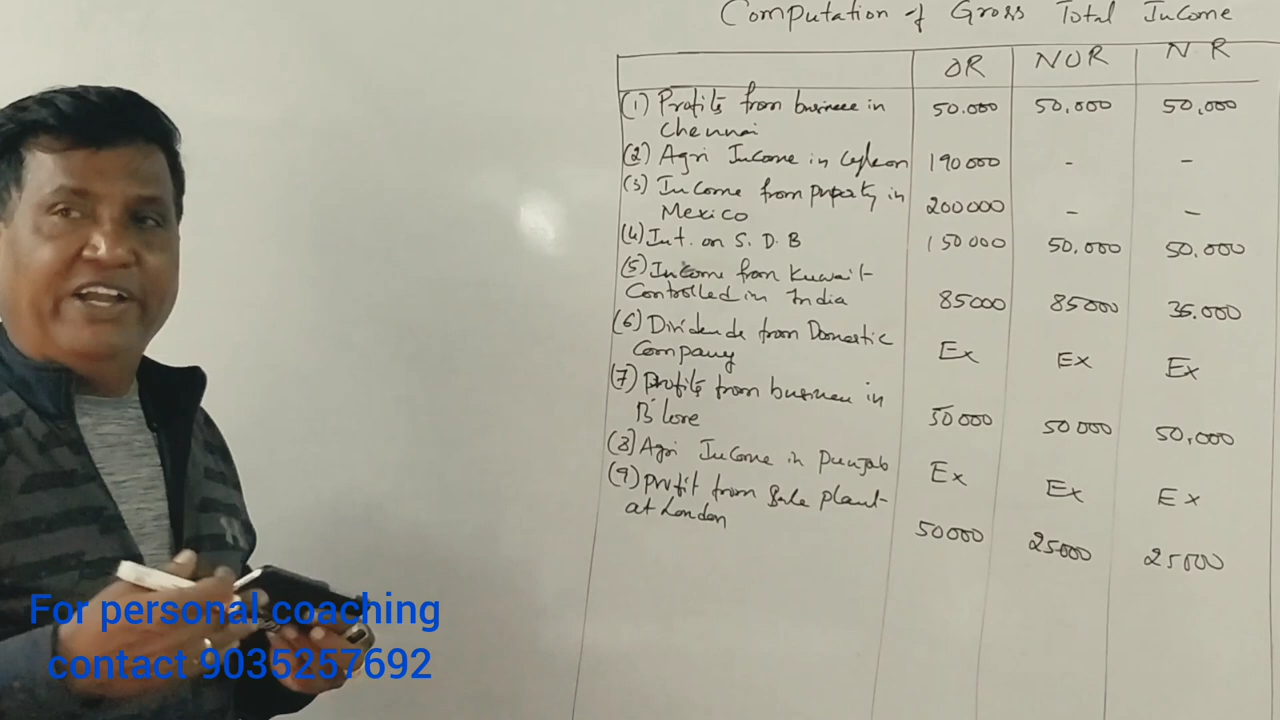 Computation of Gross Total Income
OR NOR NR
(1) Profits from business in 50.000 50,000 50,000
Chennai
(2) Agri Income in Ceylon 190000 - -
(3) Income from property in
Mexico 200000 - -
(4) Int. on S. D. B 150000 50,000 50,000
(5) Income from Kuwait
Controlled in India 85000 85000 35.000
(6) Dividends from Domestic
Company Ex Ex Ex
(7) Profits from business in
B'lore 50000 50000 50,000
(8) Agri Income in Punjab Ex Ex Ex
(9) Profit from Sale plant
at London 50000 25000 25000
For personal coaching
contact 9035257692